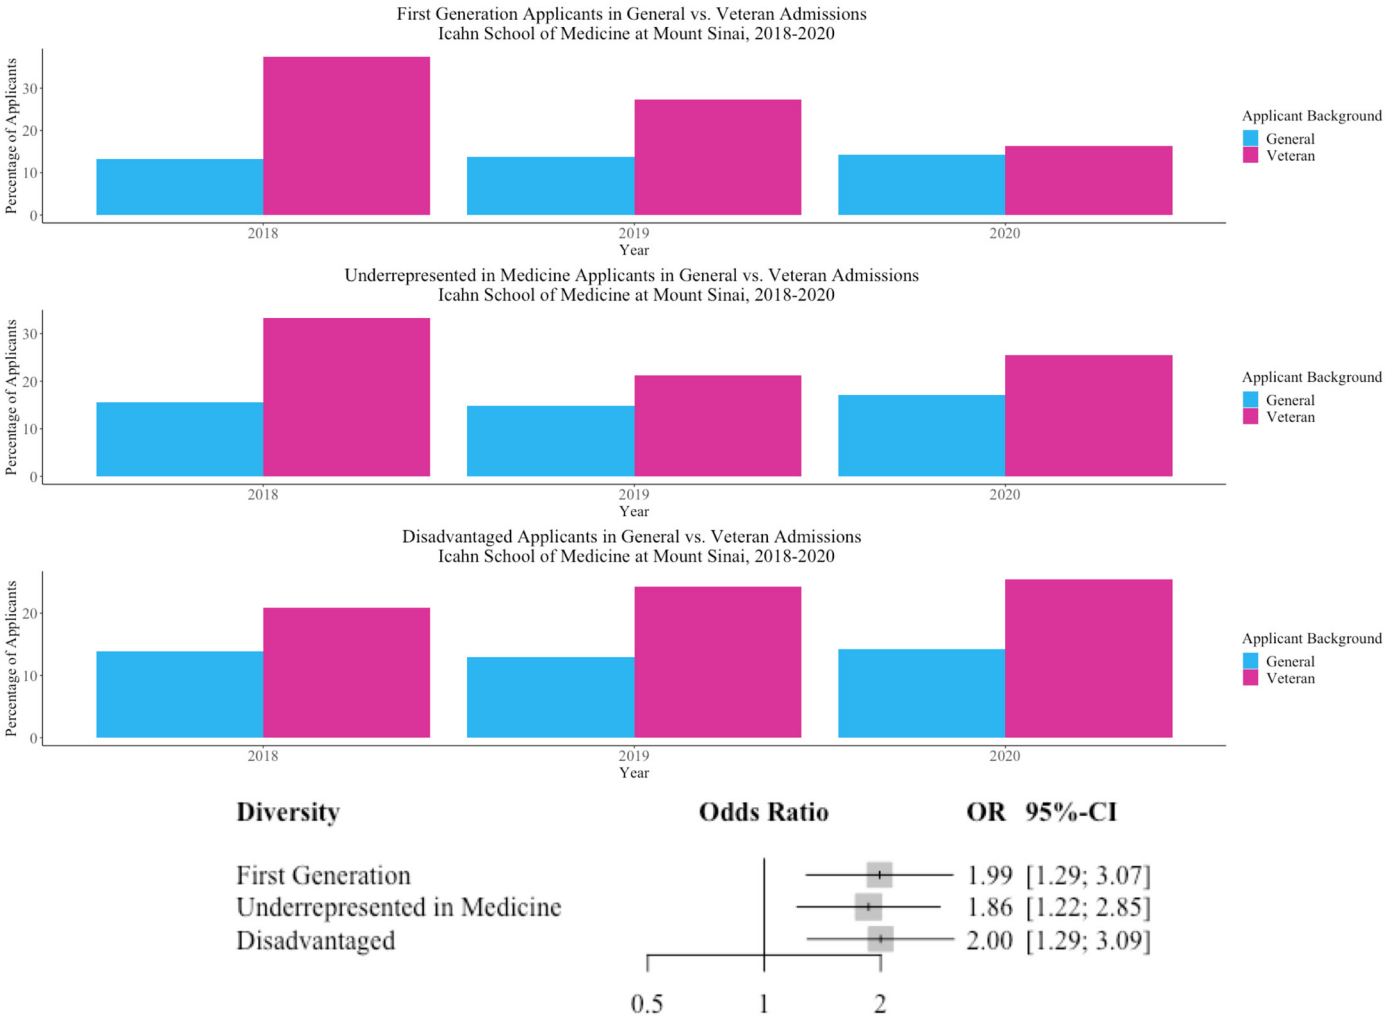 First Generation Applicants in General vs. Veteran Admissions
Icahn School of Medicine at Mount Sinai, 2018-2020
Percentage of Applicants
30
20
10
0
2018
2019
2020
Year
Applicant Background
General
Veteran
Underrepresented in Medicine Applicants in General vs. Veteran Admissions
Icahn School of Medicine at Mount Sinai, 2018-2020
Percentage of Applicants
30
20
10
0
2018
2019
2020
Year
Applicant Background
General
Veteran
Disadvantaged Applicants in General vs. Veteran Admissions
Icahn School of Medicine at Mount Sinai, 2018-2020
Percentage of Applicants
20
10
0
2018
2019
2020
Year
Applicant Background
General
Veteran
Diversity Odds Ratio OR 95%-CI
First Generation 1.99 [1.29; 3.07]
Underrepresented in Medicine 1.86 [1.22; 2.85]
Disadvantaged 2.00 [1.29; 3.09]
0.5 1 2